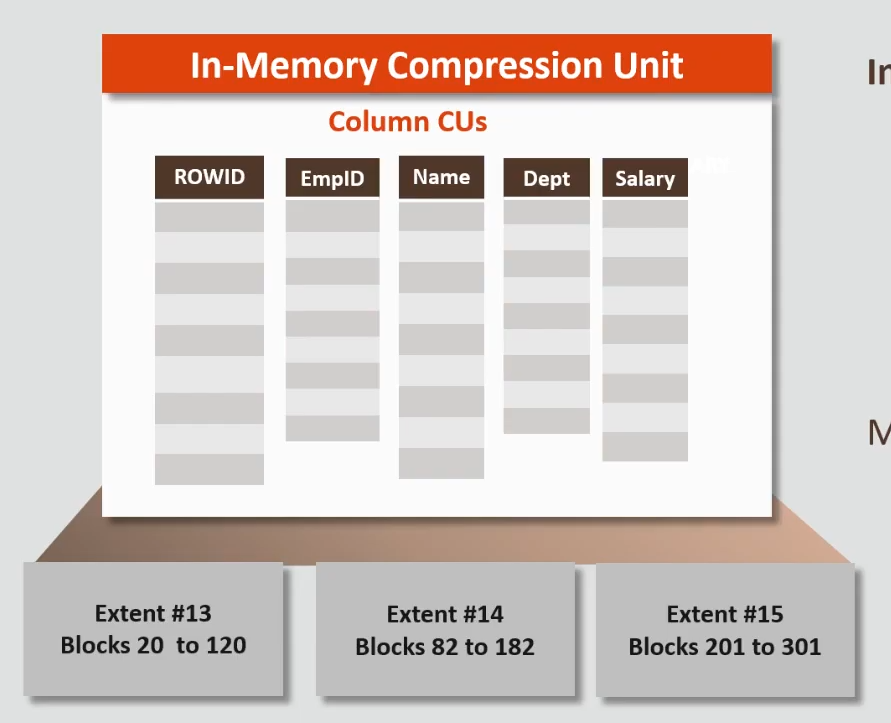 In-Memory Compression Unit
Column CUs
ROWID EmpID Name Dept Salary
Extent #13
Blocks 20 to 120
Extent #14
Blocks 82 to 182
Extent #15
Blocks 201 to 301